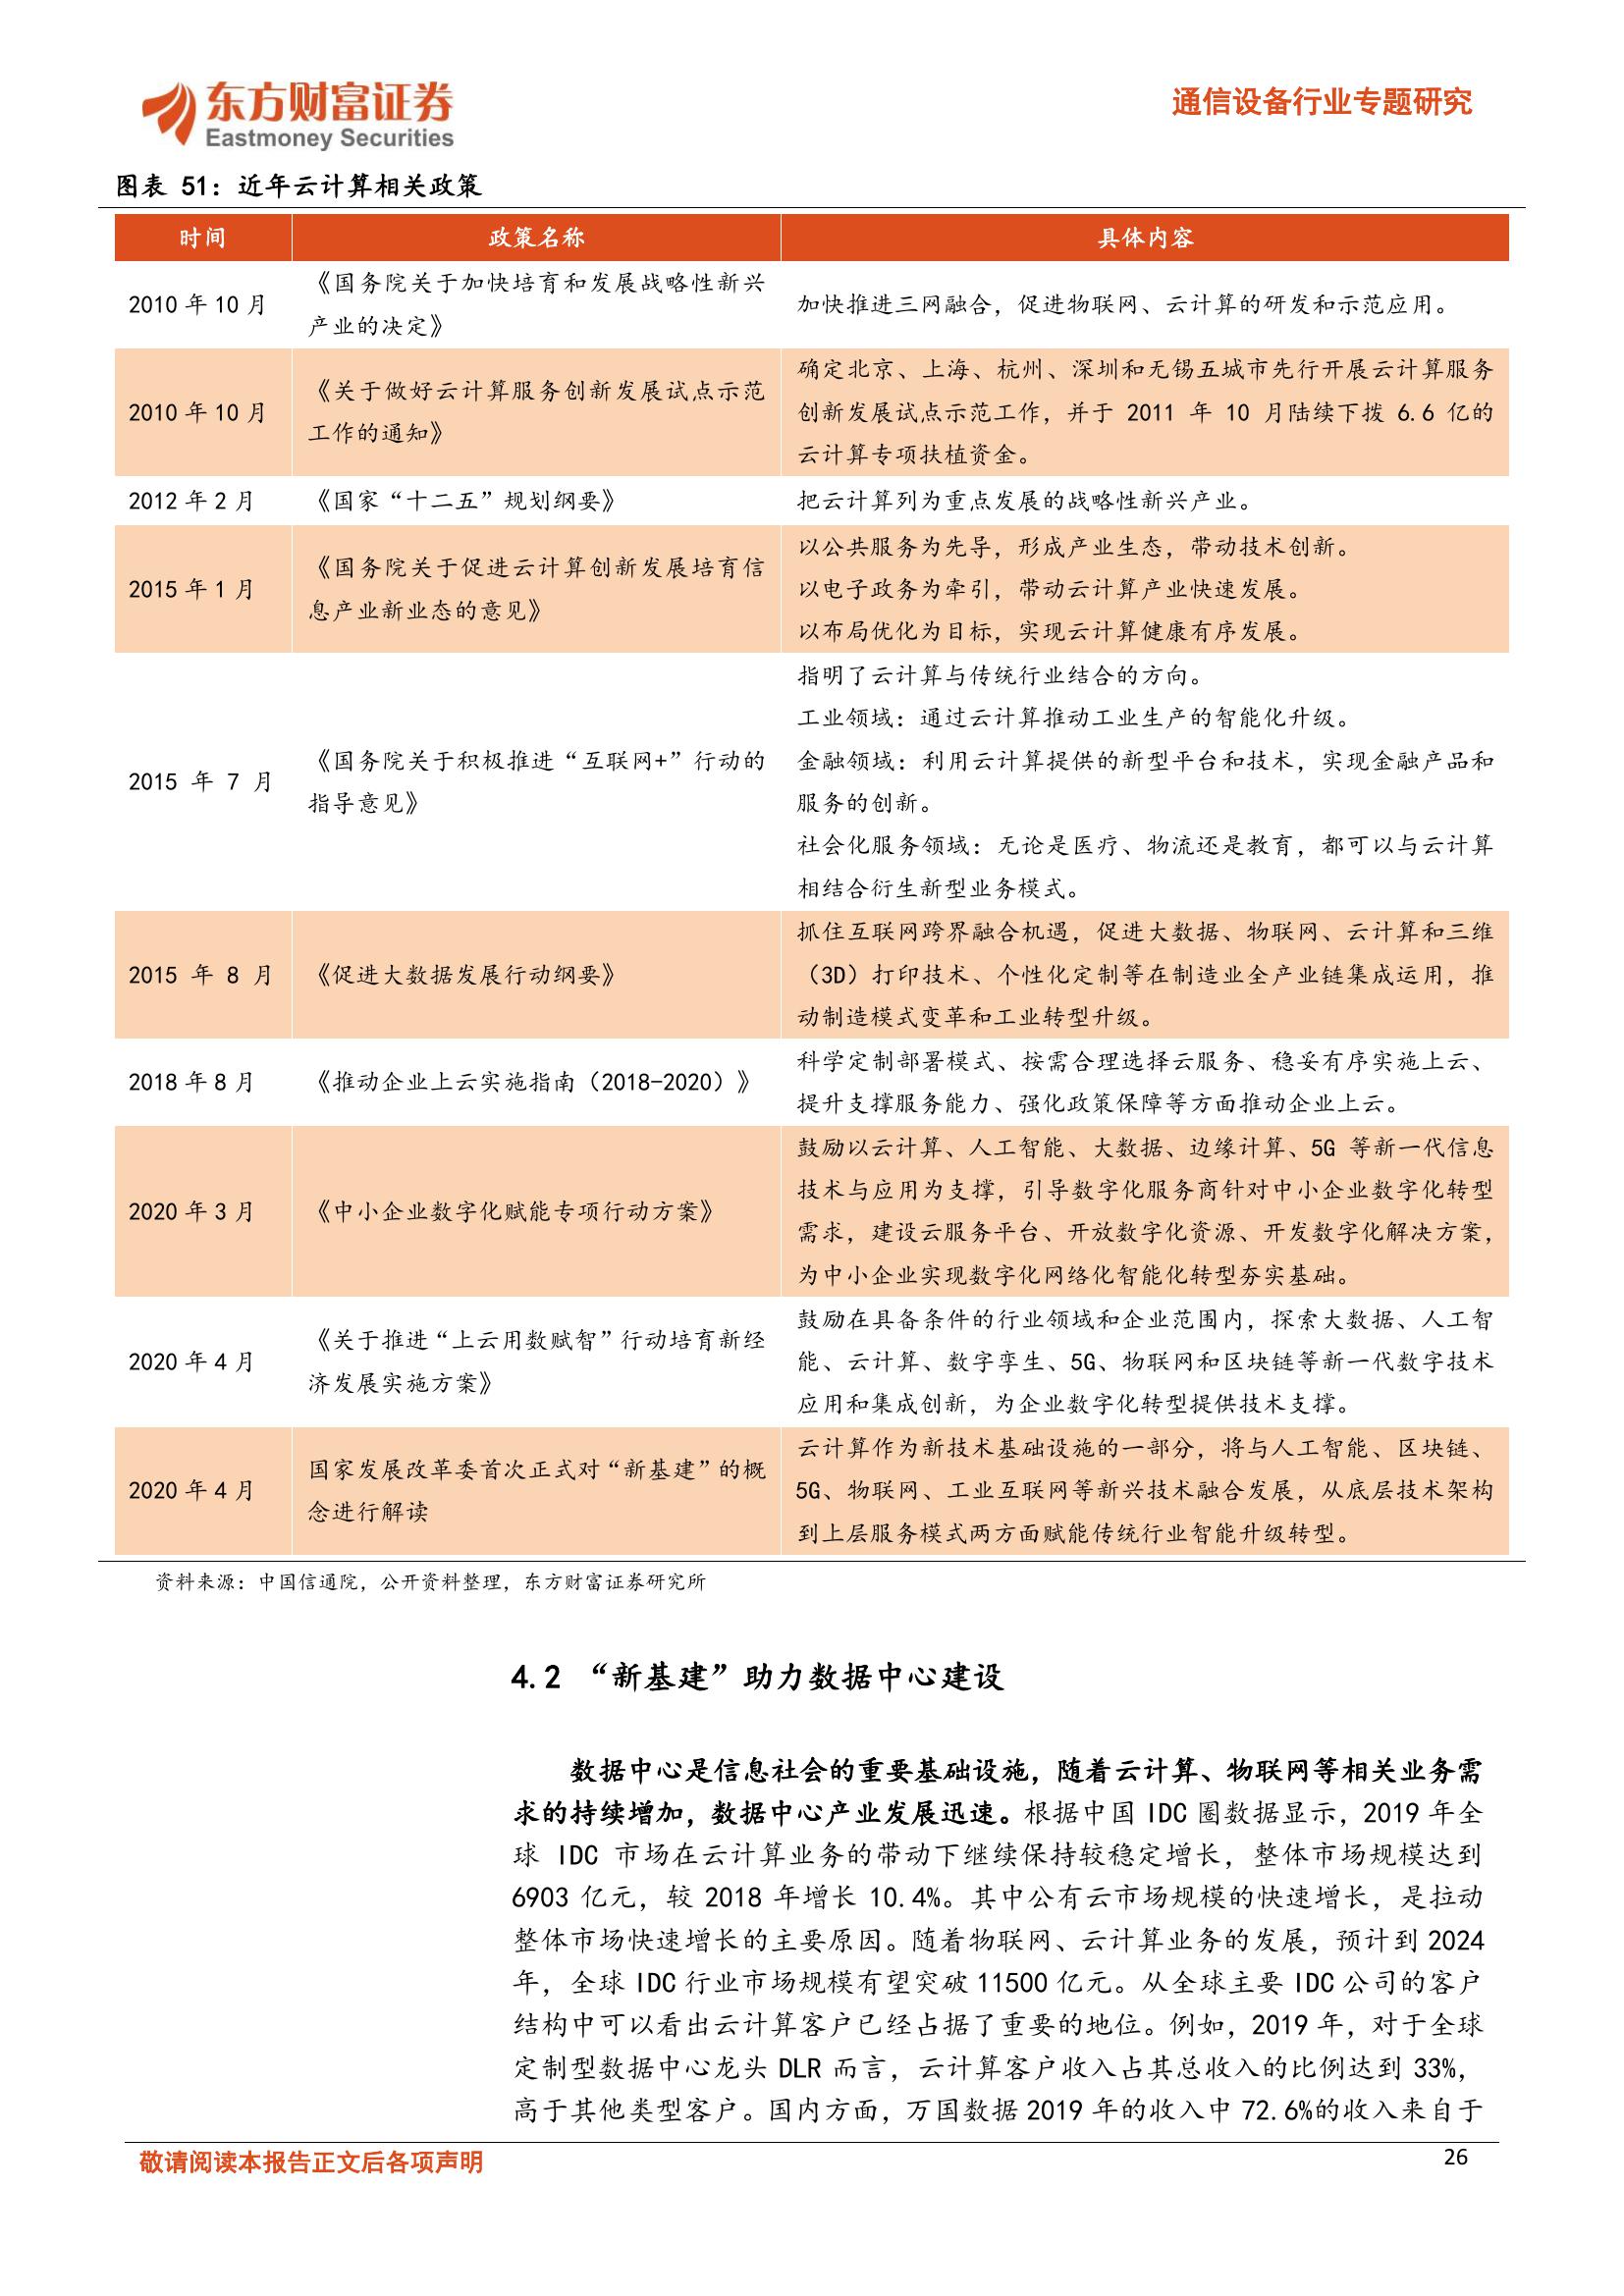 东方财富证券
Eastmoney Securities
通信设备行业专题研究
图表 51：近年云计算相关政策
时间 政策名称 具体内容
2010 年 10 月
《国务院关于加快培育和发展战略性新兴
产业的决定》
加快推进三网融合，促进物联网、云计算的研发和示范应用。
2010 年 10 月
《关于做好云计算服务创新发展试点示范
工作的通知》
确定北京、上海、杭州、深圳和无锡五城市先行开展云计算服务
创新发展试点示范工作，并于 2011 年 10 月陆续下拨 6.6 亿的
云计算专项扶植资金。
2012 年 2 月
《国家“十二五”规划纲要》
把云计算列为重点发展的战略性新兴产业。
2015 年 1 月
《国务院关于促进云计算创新发展培育信
息产业新业态的意见》
以公共服务为先导，形成产业生态，带动技术创新。
以电子政务为牵引，带动云计算产业快速发展。
以布局优化为目标，实现云计算健康有序发展。
2015 年 7 月
《国务院关于积极推进“互联网+”行动的
指导意见》
指明了云计算与传统行业结合的方向。
工业领域：通过云计算推动工业生产的智能化升级。
金融领域：利用云计算提供的新型平台和技术，实现金融产品和
服务的创新。
社会化服务领域：无论是医疗、物流还是教育，都可以与云计算
相结合衍生新型业务模式。
2015 年 8 月
《促进大数据发展行动纲要》
抓住互联网跨界融合机遇，促进大数据、物联网、云计算和三维
（3D）打印技术、个性化定制等在制造业全产业链集成运用，推
动制造模式变革和工业转型升级。
2018 年 8 月
《推动企业上云实施指南（2018-2020）》
科学定制部署模式、按需合理选择云服务、稳妥有序实施上云、
提升支撑服务能力、强化政策保障等方面推动企业上云。
2020 年 3 月
《中小企业数字化赋能专项行动方案》
鼓励以云计算、人工智能、大数据、边缘计算、5G 等新一代信息
技术与应用为支撑，引导数字化服务商针对中小企业数字化转型
需求，建设云服务平台、开放数字化资源、开发数字化解决方案，
为中小企业实现数字化网络化智能化转型夯实基础。
2020 年 4 月
《关于推进“上云用数赋智”行动培育新经
济发展实施方案》
鼓励在具备条件的行业领域和企业范围内，探索大数据、人工智
能、云计算、数字孪生、5G、物联网和区块链等新一代数字技术
应用和集成创新，为企业数字化转型提供技术支撑。
2020 年 4 月
国家发展改革委首次正式对“新基建”的概
念进行解读
云计算作为新技术基础设施的一部分，将与人工智能、区块链、
5G、物联网、工业互联网等新兴技术融合发展，从底层技术架构
到上层服务模式两方面赋能传统行业智能升级转型。
资料来源：中国信通院，公开资料整理，东方财富证券研究所
4.2 “新基建”助力数据中心建设
数据中心是信息社会的重要基础设施，随着云计算、物联网等相关业务需
求的持续增加，数据中心产业发展迅速。根据中国 IDC 圈数据显示，2019 年全
球 IDC 市场在云计算业务的带动下继续保持较稳定增长，整体市场规模达到
6903 亿元，较 2018 年增长 10.4%。其中公有云市场规模的快速增长，是拉动
整体市场快速增长的主要原因。随着物联网、云计算业务的发展，预计到 2024
年，全球 IDC 行业市场规模有望突破 11500 亿元。从全球主要 IDC 公司的客户
结构中可以看出云计算客户已经占据了重要的地位。例如，2019 年，对于全球
定制型数据中心龙头 DLR 而言，云计算客户收入占其总收入的比例达到 33%，
高于其他类型客户。国内方面，万国数据 2019 年的收入中 72.6%的收入来自于
敬请阅读本报告正文后各项声明
26